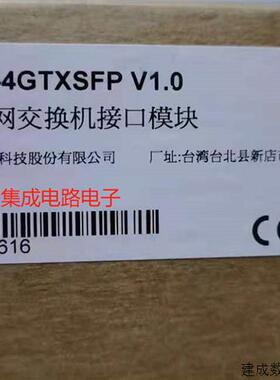 4GTXSFP V1.0
网交换机接口模块
科技股份有限公司 厂址:台湾台北县新店市
集成电路电子
616
CE
建成数